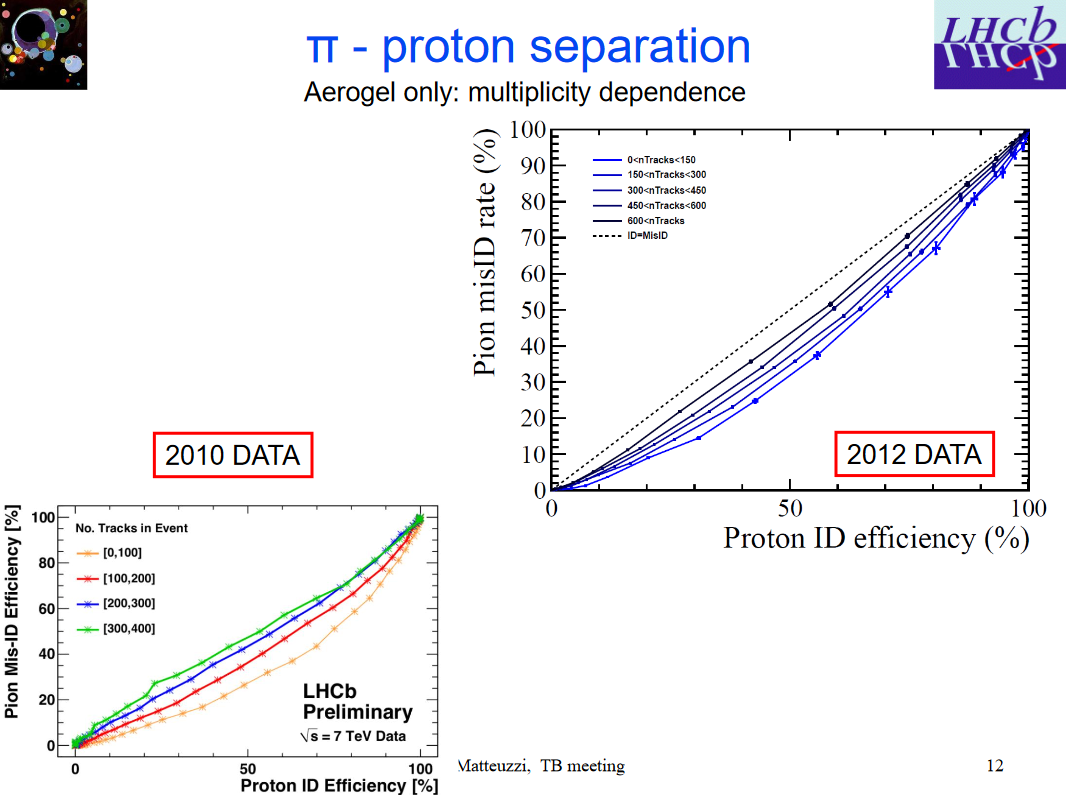 π - proton separation
Aerogel only: multiplicity dependence
LHCb
LHCb
Pion misID rate (%)
100
90
80
70
60
50
40
30
20
10
0
0<nTracks<150
150<nTracks<300
300<nTracks<450
450<nTracks<600
600<nTracks
ID=MisID
2012 DATA
0
50
100
Proton ID efficiency (%)
2010 DATA
Pion Mis-ID Efficiency [%]
100
80
60
40
20
0
No. Tracks in Event
[0,100]
[100,200]
[200,300]
[300,400]
LHCb
Preliminary
√s = 7 TeV Data
0
50
100
Proton ID Efficiency [%]
Matteuzzi, TB meeting
12